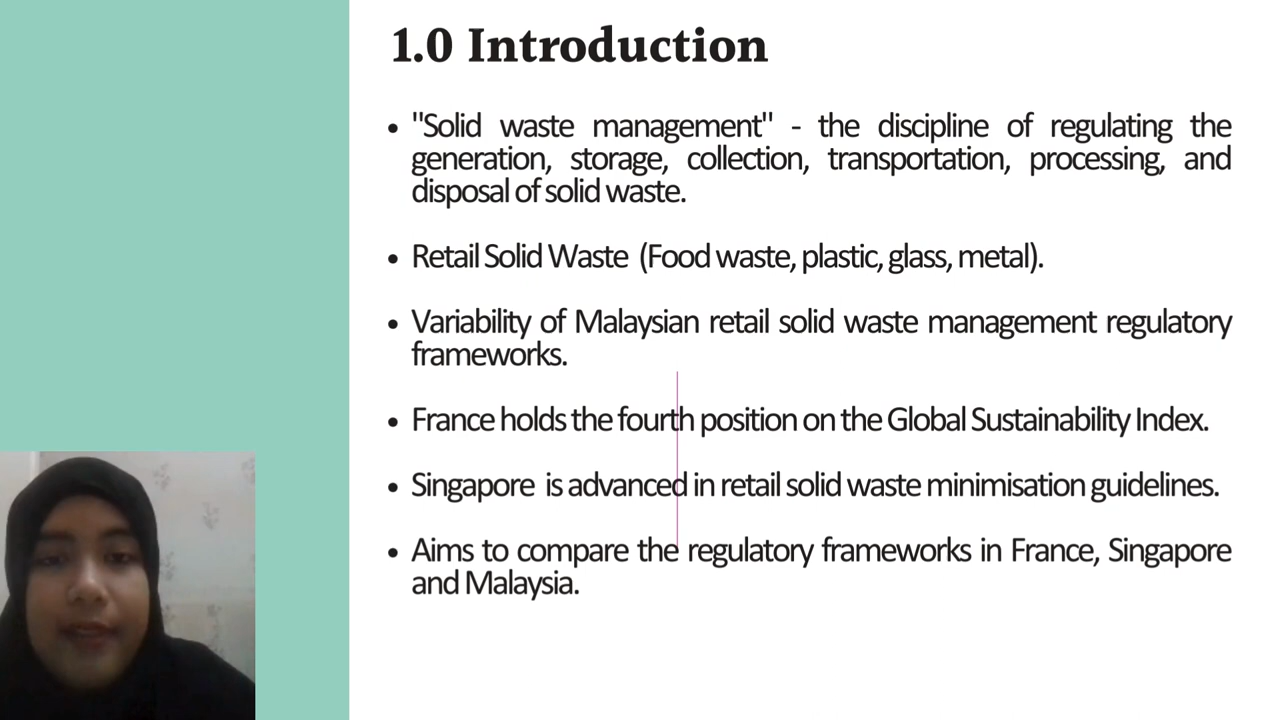 1.0 Introduction
• "Solid waste management" - the discipline of regulating the
generation, storage, collection, transportation, processing, and
disposal of solid waste.
• Retail Solid Waste (Food waste, plastic, glass, metal).
• Variability of Malaysian retail solid waste management regulatory
frameworks.
• France holds the fourth position on the Global Sustainability Index.
• Singapore is advanced in retail solid waste minimisation guidelines.
• Aims to compare the regulatory frameworks in France, Singapore
and Malaysia.